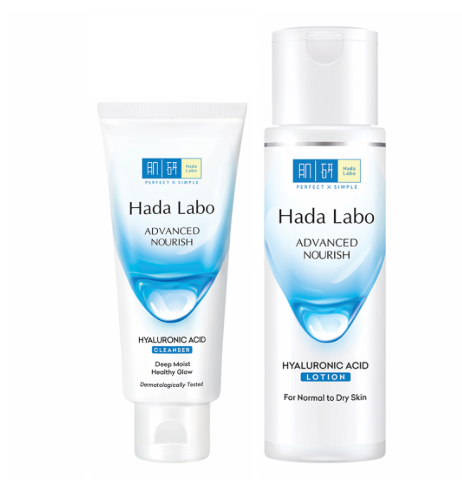 肌 研 Hada Labo
PERFECT X SIMPLE
Hada Labo
ADVANCED
NOURISH
HYALURONIC ACID
CLEANSER
Deep Moist
Healthy Glow
Dermatologically Tested
肌 研 Hada Labo
PERFECT X SIMPLE
Hada Labo
ADVANCED
NOURISH
HYALURONIC ACID
LOTION
For Normal to Dry Skin